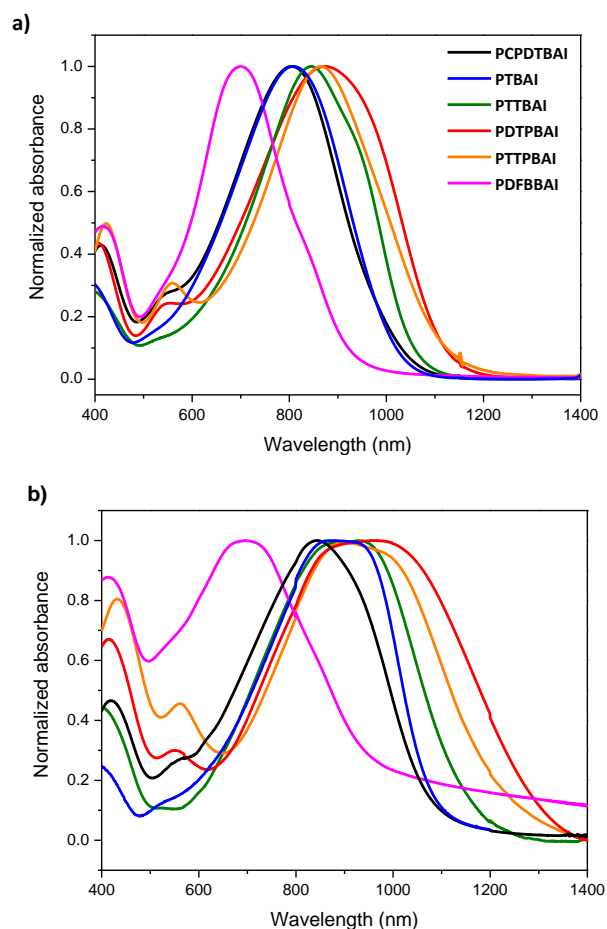 a)
PCPDTBAI
PTBAI
PTTBAI
PDTPBAI
PTTPBAI
PDFBBAI
Normalized absorbance
1.0
0.8
0.6
0.4
0.2
0.0
400 600 800 1000 1200 1400
Wavelength (nm)
b)
Normalized absorbance
1.0
0.8
0.6
0.4
0.2
0.0
400 600 800 1000 1200 1400
Wavelength (nm)